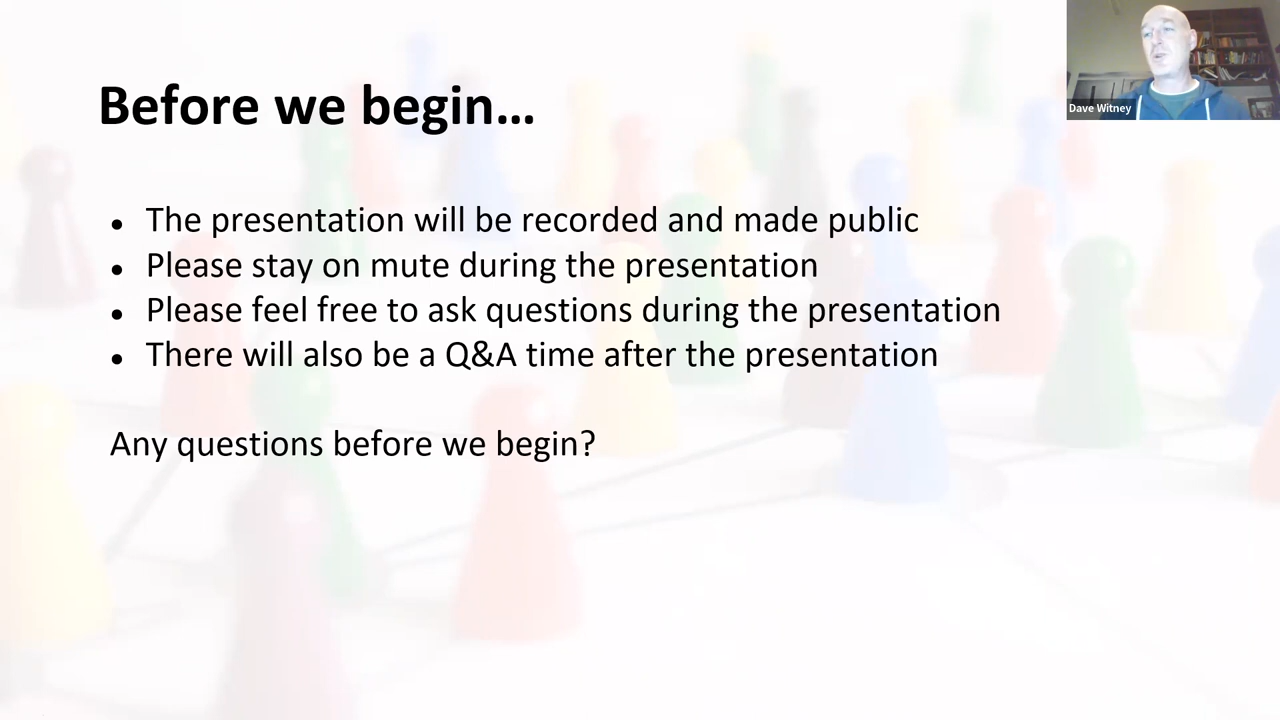 Before we begin…
Dave Witney
• The presentation will be recorded and made public
• Please stay on mute during the presentation
• Please feel free to ask questions during the presentation
• There will also be a Q&A time after the presentation
Any questions before we begin?